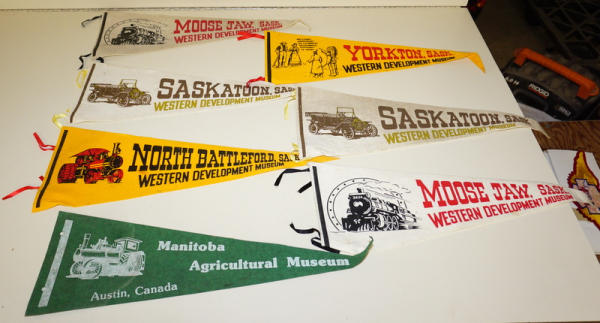 MOOSE JAW, SASK.
WESTERN DEVELOPMENT MUSEUM
YORKTON, SASK
WESTERN DEVELOPMENT MUSEUM
SASKATOON, SASK
WESTERN DEVELOPMENT MUSEUM
SASKATOON, SASK.
WESTERN DEVELOPMENT MUSEUM
NORTH BATTLEFORD, SA
WESTERN DEVELOPMENT MUSEUM
MOOSE JAW, SASK
WESTERN DEVELOPMENT MUSEUM
Manitoba
Agricultural Museum
Austin, Canada
RIDGID